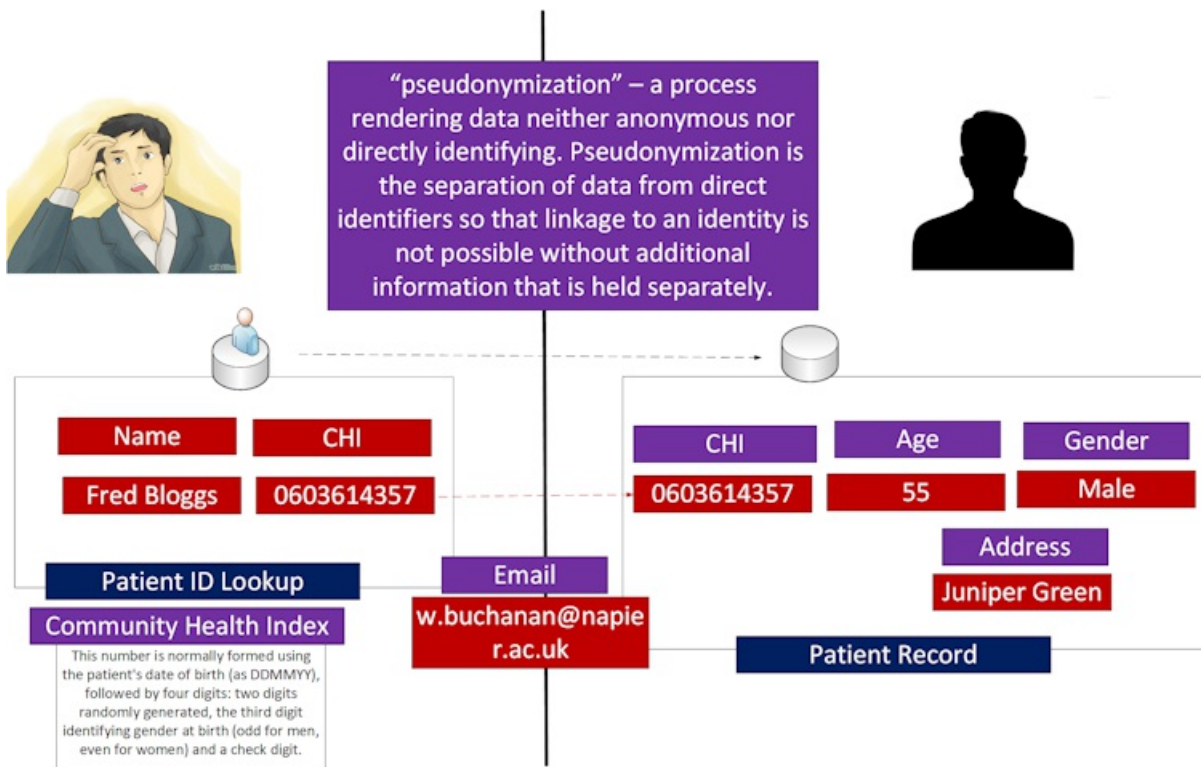 “pseudonymization” – a process
rendering data neither anonymous nor
directly identifying. Pseudonymization is
the separation of data from direct
identifiers so that linkage to an identity is
not possible without additional
information that is held separately.
Name
CHI
Fred Bloggs
0603614357
Patient ID Lookup
Community Health Index
This number is normally formed using
the patient's date of birth (as DDMMYY),
followed by four digits: two digits
randomly generated, the third digit
identifying gender at birth (odd for men,
even for women) and a check digit.
Email
w.buchanan@napie
r.ac.uk
CHI
Age
Gender
0603614357
55
Male
Address
Juniper Green
Patient Record